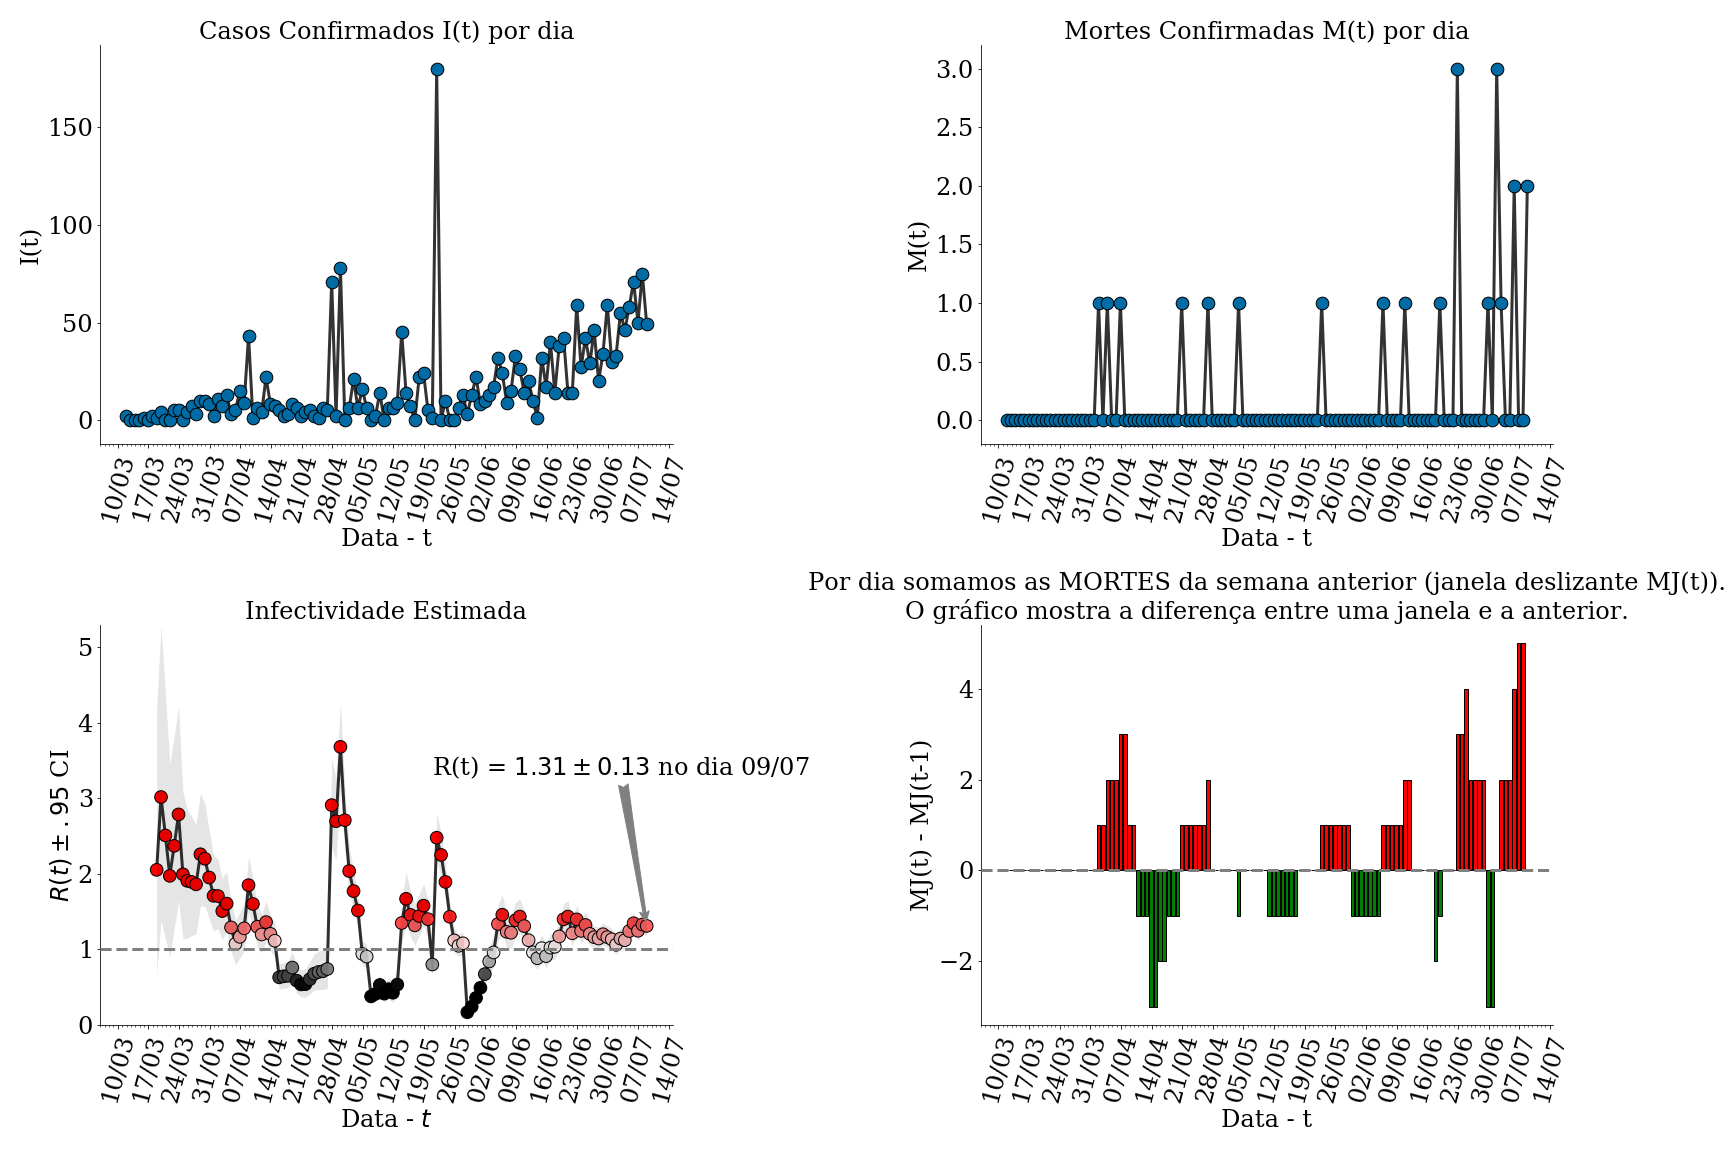 Casos Confirmados I(t) por dia
I(t)
150
100
50
0
10/03 17/03 24/03 31/03 07/04 14/04 21/04 28/04 05/05 12/05 19/05 26/05 02/06 09/06 16/06 23/06 30/06 07/07 14/07
Data - t
Mortes Confirmadas M(t) por dia
M(t)
3.0
2.5
2.0
1.5
1.0
0.5
0.0
10/03 17/03 24/03 31/03 07/04 14/04 21/04 28/04 05/05 12/05 19/05 26/05 02/06 09/06 16/06 23/06 30/06 07/07 14/07
Data - t
Infectividade Estimada
R(t) ± .95 CI
5
4
3
2
1
0
R(t) = 1.31 ± 0.13 no dia 09/07
10/03 17/03 24/03 31/03 07/04 14/04 21/04 28/04 05/05 12/05 19/05 26/05 02/06 09/06 16/06 23/06 30/06 07/07 14/07
Data - t
Por dia somamos as MORTES da semana anterior (janela deslizante MJ(t)).
O gráfico mostra a diferença entre uma janela e a anterior.
MJ(t) - MJ(t-1)
4
2
0
−2
10/03 17/03 24/03 31/03 07/04 14/04 21/04 28/04 05/05 12/05 19/05 26/05 02/06 09/06 16/06 23/06 30/06 07/07 14/07
Data - t